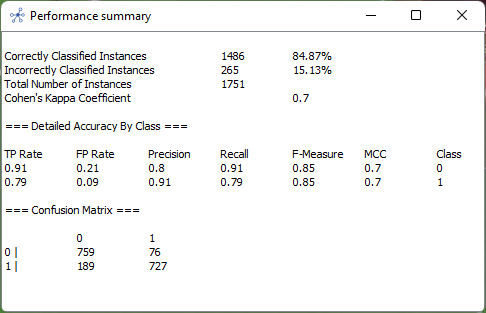 Performance summary
Correctly Classified Instances 1486 84.87%
Incorrectly Classified Instances 265 15.13%
Total Number of Instances 1751
Cohen's Kappa Coefficient 0.7
=== Detailed Accuracy By Class ===
TP Rate FP Rate Precision Recall F-Measure MCC Class
0.91 0.21 0.8 0.91 0.85 0.7 0
0.79 0.09 0.91 0.79 0.85 0.7 1
=== Confusion Matrix ===
0 1
0 | 759 76
1 | 189 727